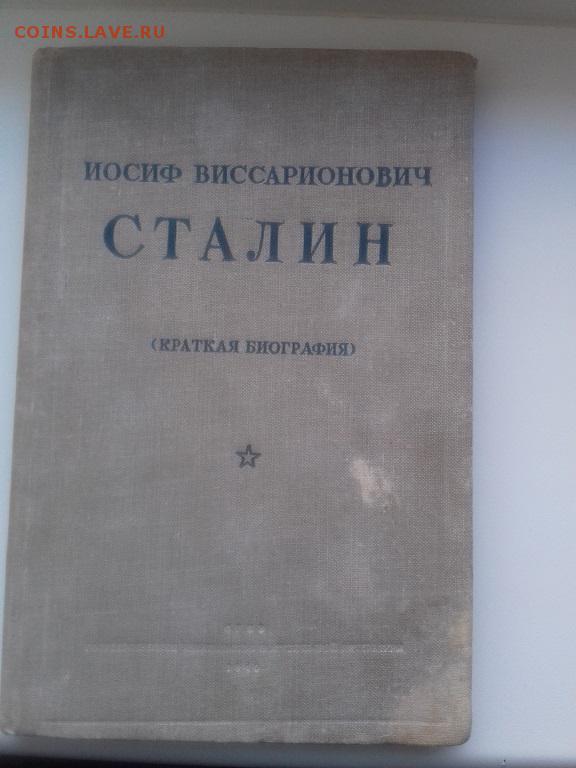 COINS.LAVE.RU
ИОСИФ ВИССАРИОНОВИЧ
СТАЛИН
(КРАТКАЯ БИОГРАФИЯ)